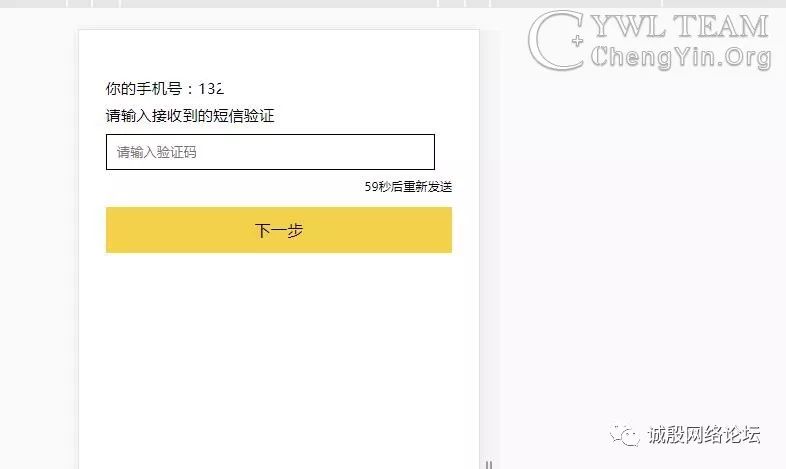 CYWL TEAM
ChengYin.Org
你的手机号：132
请输入接收到的短信验证
请输入验证码
59秒后重新发送
下一步
诚殷网络论坛